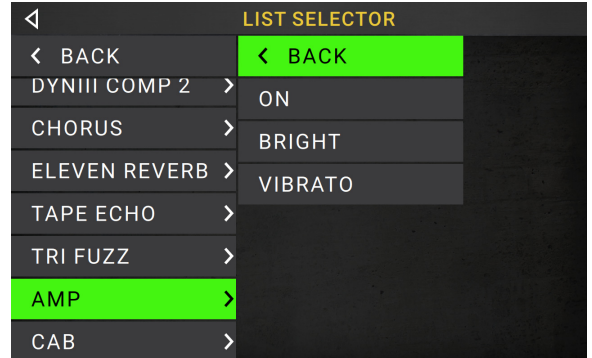 LIST SELECTOR
BACK
DYNIII COMP 2
CHORUS
ELEVEN REVERB
TAPE ECHO
TRI FUZZ
AMP
CAB
BACK
ON
BRIGHT
VIBRATO